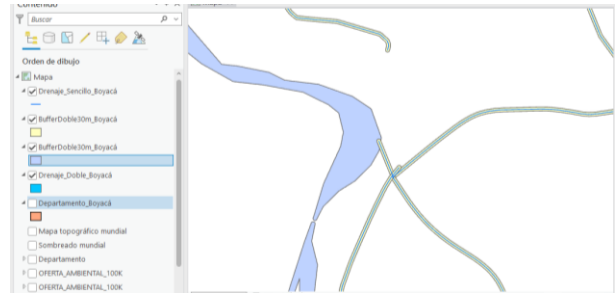 Contenido
Buscar
Orden de dibujo
Mapa
Drenaje_Sencillo_Boyacá
BufferDoble30m_Boyacá
BufferDoble30m_Boyacá
Drenaje_Doble_Boyacá
Departamento_Boyacá
Mapa topográfico mundial
Sombreado mundial
Departamento
OFERTA_AMBIENTAL_100K
OFERTA_AMBIENTAL_100K